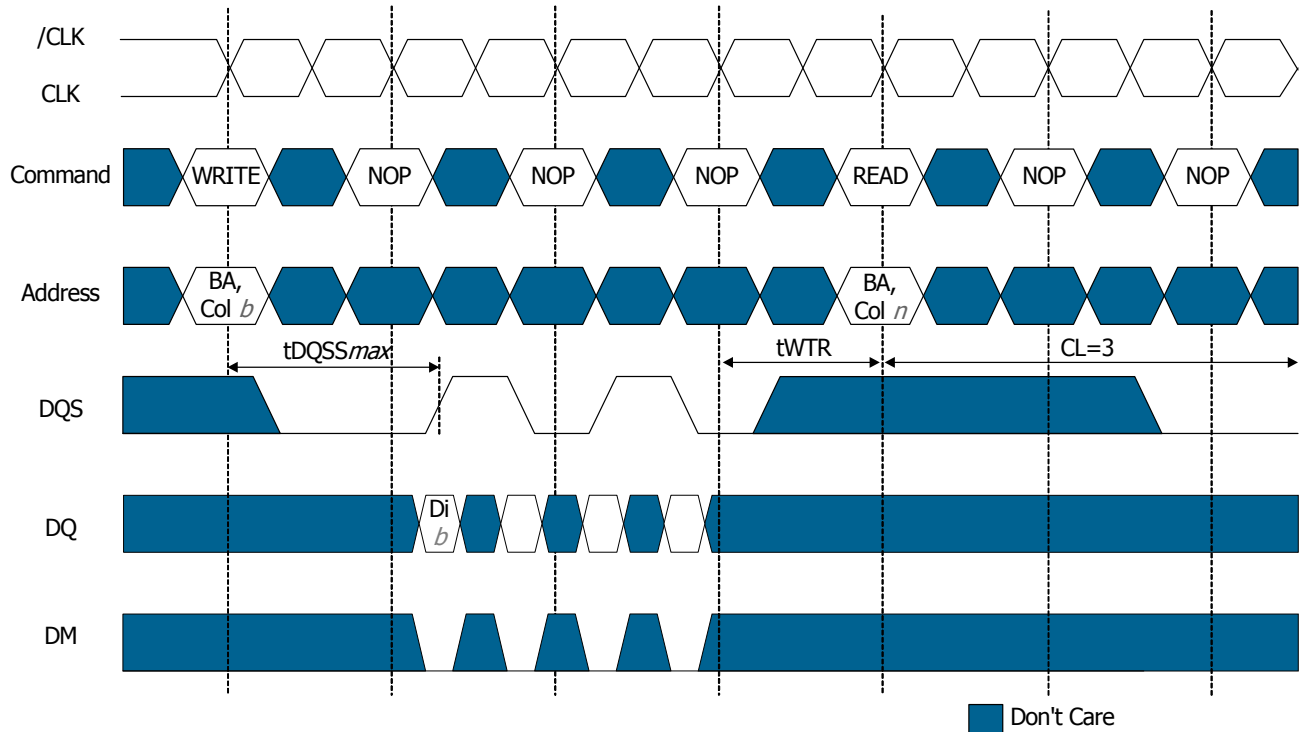 /CLK
CLK
Command
WRITE NOP NOP NOP READ NOP NOP
Address
BA,
Col b
BA,
Col n
tDQSSmax
tWTR
CL=3
DQS
DQ
Di
b
DM
Don't Care